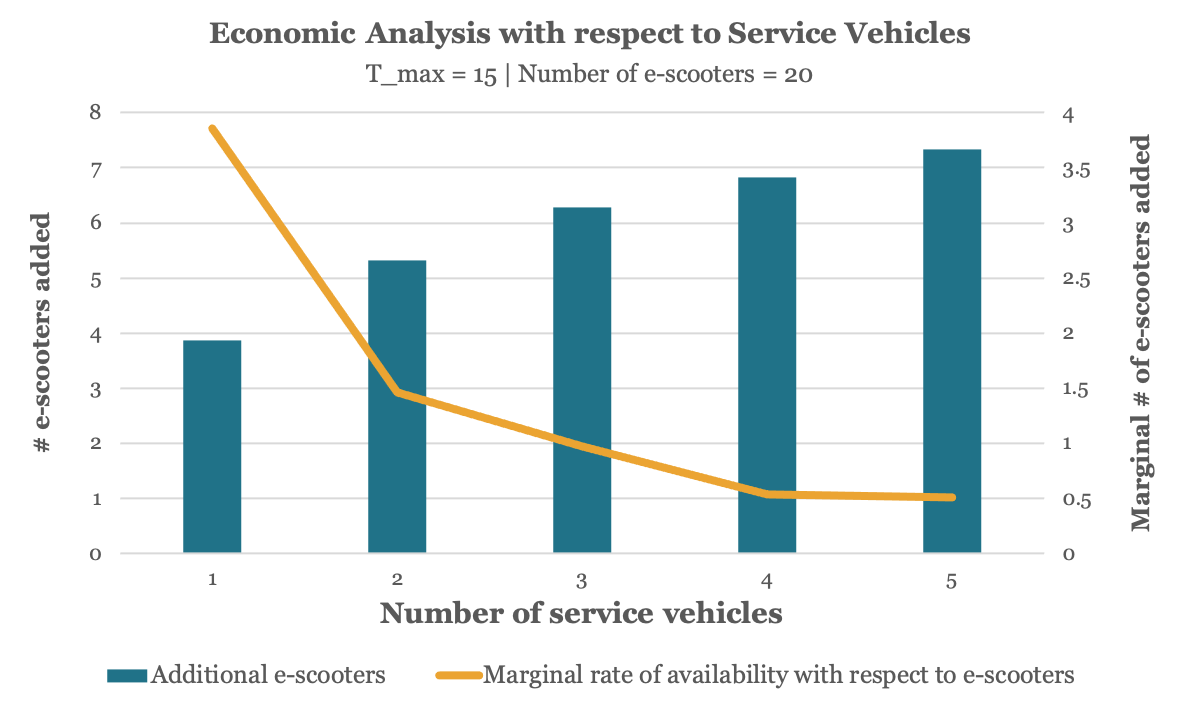 Economic Analysis with respect to Service Vehicles
T_max = 15 | Number of e-scooters = 20
# e-scooters added
8
7
6
5
4
3
2
1
0
4
3.5
3
2.5
2
1.5
1
0.5
0
Marginal # of e-scooters added
1 2 3 4 5
Number of service vehicles
Additional e-scooters
Marginal rate of availability with respect to e-scooters